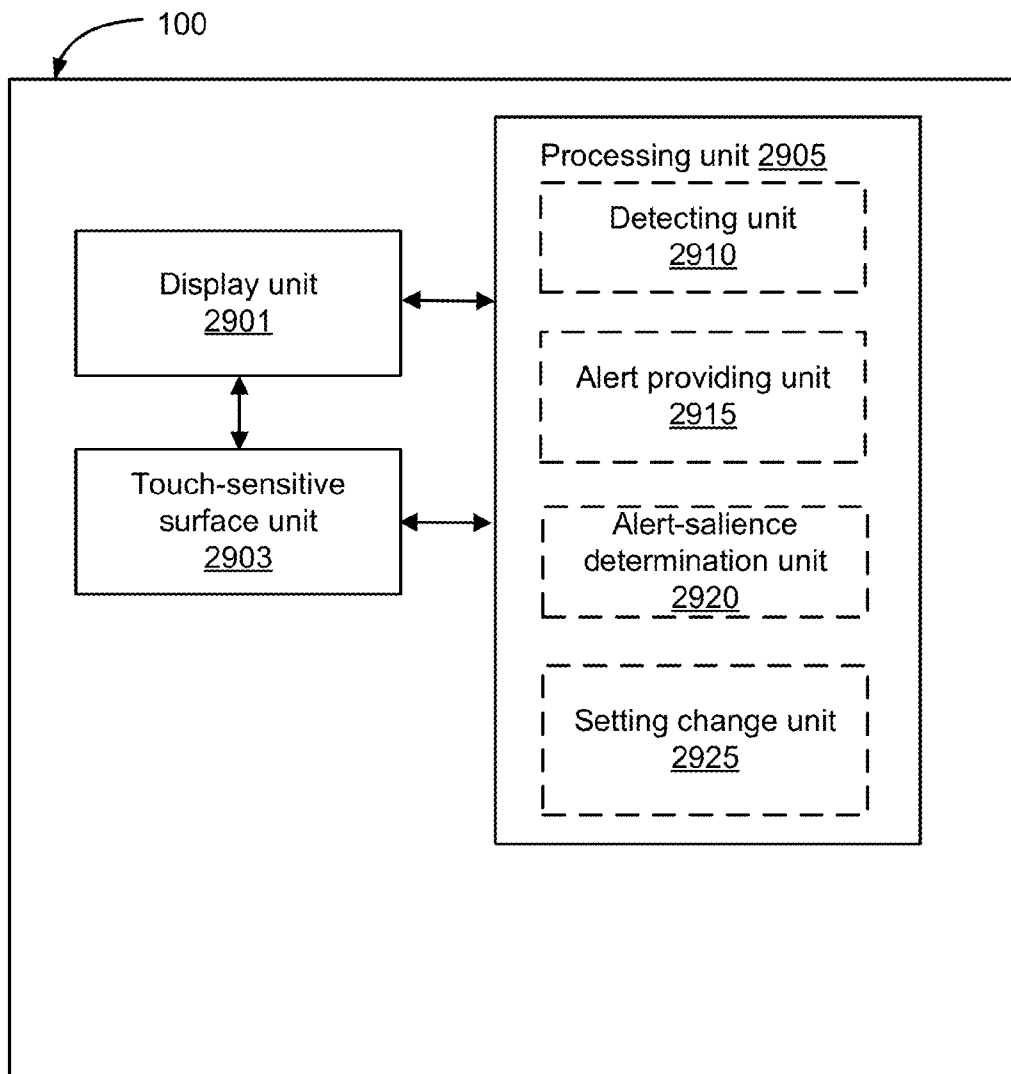 100
Display unit
2901
Touch-sensitive
surface unit
2903
Processing unit 2905
Detecting unit
2910
Alert providing unit
2915
Alert-salience
determination unit
2920
Setting change unit
2925